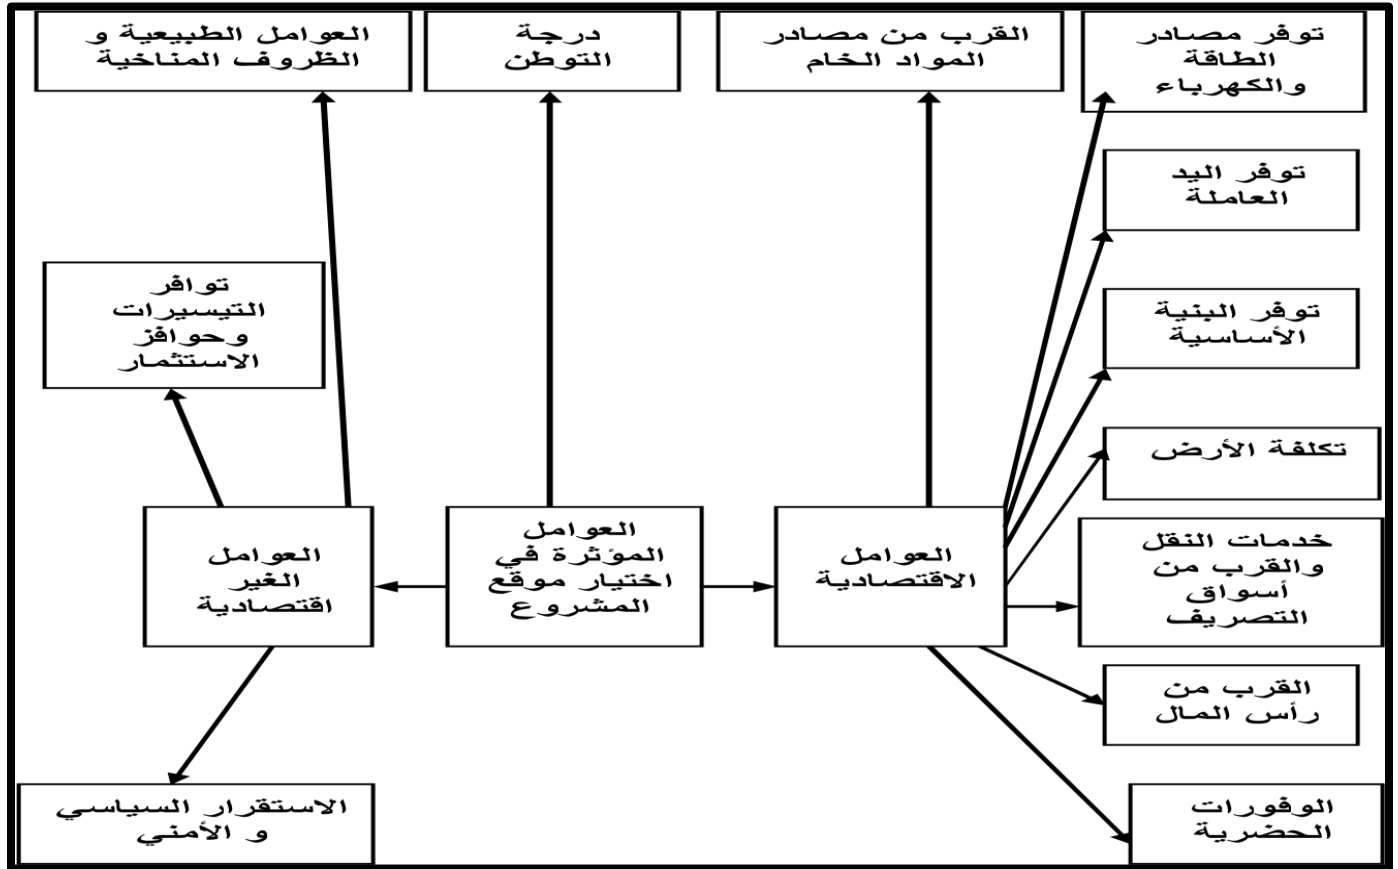 توفر مصادر
الطاقة
والكهرباء
القرب من مصادر
المواد الخام
درجة
التوطن
العوامل الطبيعية و
الظروف المناخية
توفر اليد
العاملة
توافر
التيسيرات
وحوافز
الاستثمار
توفر البنية
الأساسية
تكلفة الأرض
العوامل
الاقتصادية
العوامل
المؤثرة في
اختيار موقع
المشروع
العوامل
الغير
اقتصادية
خدمات النقل
والقرب من
أسواق
التصريف
القرب من
رأس المال
الوفورات
الحضرية
الاستقرار السياسي
و الأمني